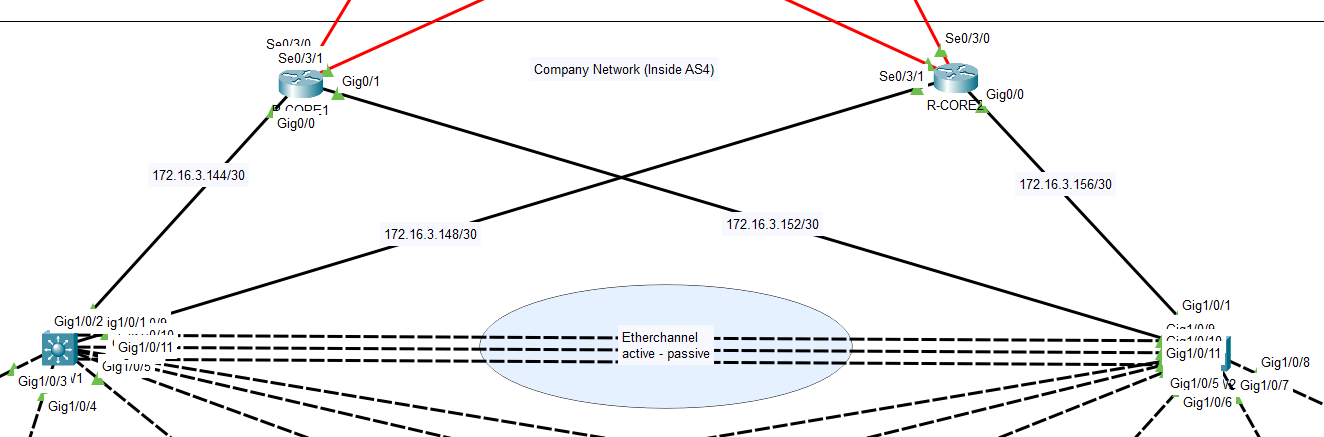 Se0/3/0
Se0/3/1
Gig0/1
R-CORE1
Gig0/0
Company Network (Inside AS4)
Se0/3/0
Se0/3/1
Gig0/0
R-CORE2
172.16.3.144/30
172.16.3.156/30
172.16.3.148/30
172.16.3.152/30
Gig1/0/2
ig1/0/1
Gig1/0/11
Gig1/0/5
Gig1/0/3
Gig1/0/4
Etherchannel
active - passive
Gig1/0/1
Gig1/0/9
Gig1/0/11
Gig1/0/8
Gig1/0/5
Gig1/0/7
Gig1/0/6